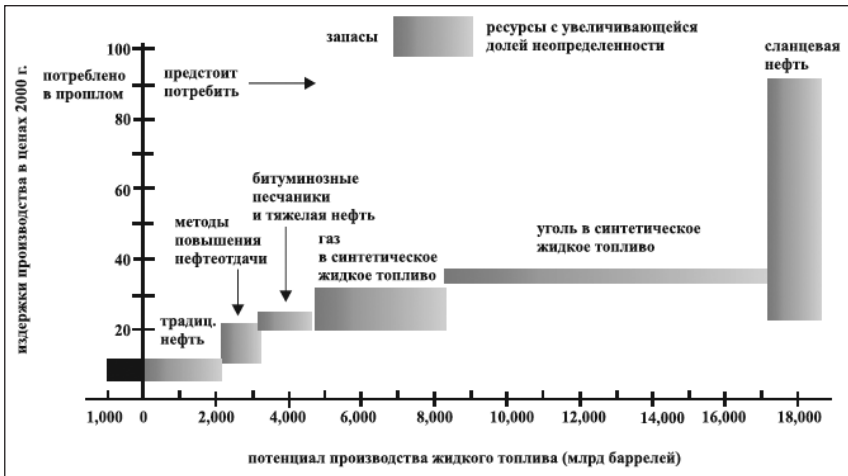 запасы
ресурсы с увеличивающейся
долей неопределенности
сланцевая
нефть
потреблено
в прошлом
предстоит
потребить
битуминозные
песчаники
и тяжелая нефть
методы
повышения
нефтеотдачи
газ
в синтетическое
жидкое топливо
уголь в синтетическое
жидкое топливо
традиц.
нефть
издержки производства в ценах 2000 г.
100
80
60
40
20
1,000 0 2,000 4,000 6,000 8,000 10,000 12,000 14,000 16,000 18,000
потенциал производства жидкого топлива (млрд баррелей)